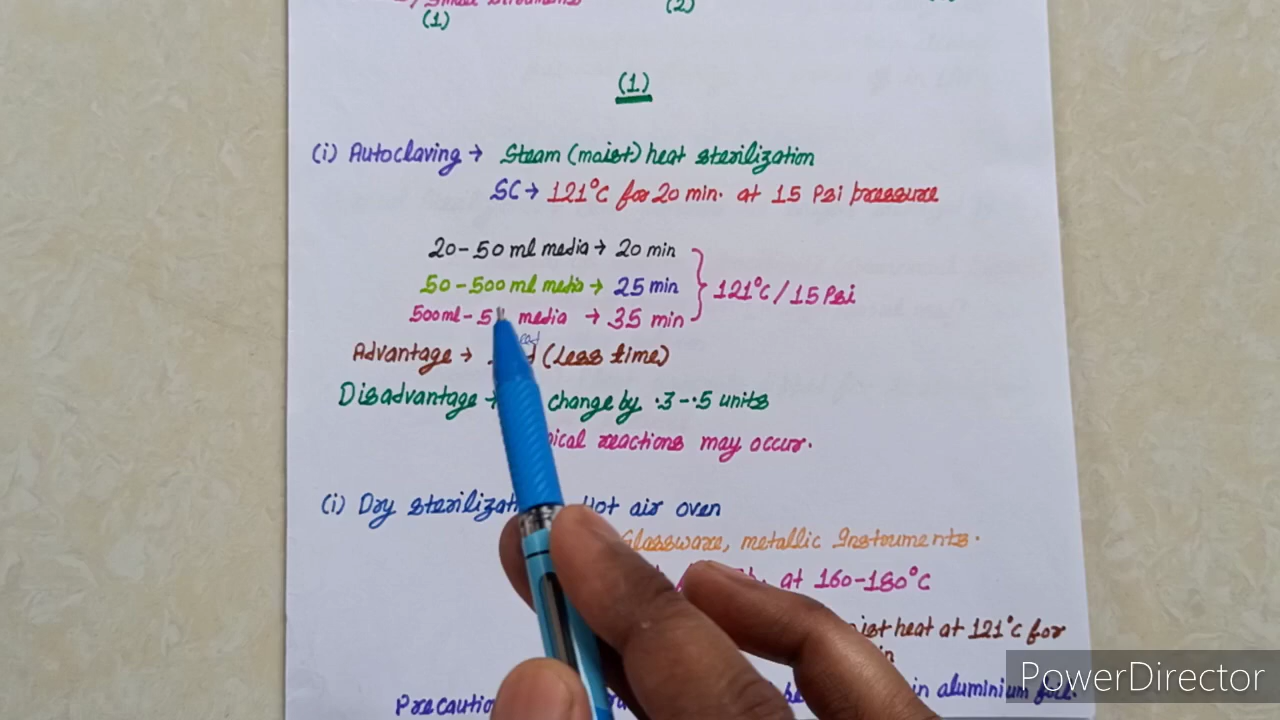 (1)
(2)
(1)
(i) Autoclaving → Steam (moist) heat sterilization
SC → 121°C for 20 min. at 15 Psi pressure
20-50 ml media → 20 min
50-500 ml media → 25 min
121°C / 15 Psi
500ml - 5 media → 35 min
Advantage → (Less time)
Disadvantage → change by .3-.5 units
reactions may occur.
(i) Dry Hot air oven
Glassware, metallic Instruments.
at 160-180°C
heat at 121°C for
in aluminium foil.
PowerDirector